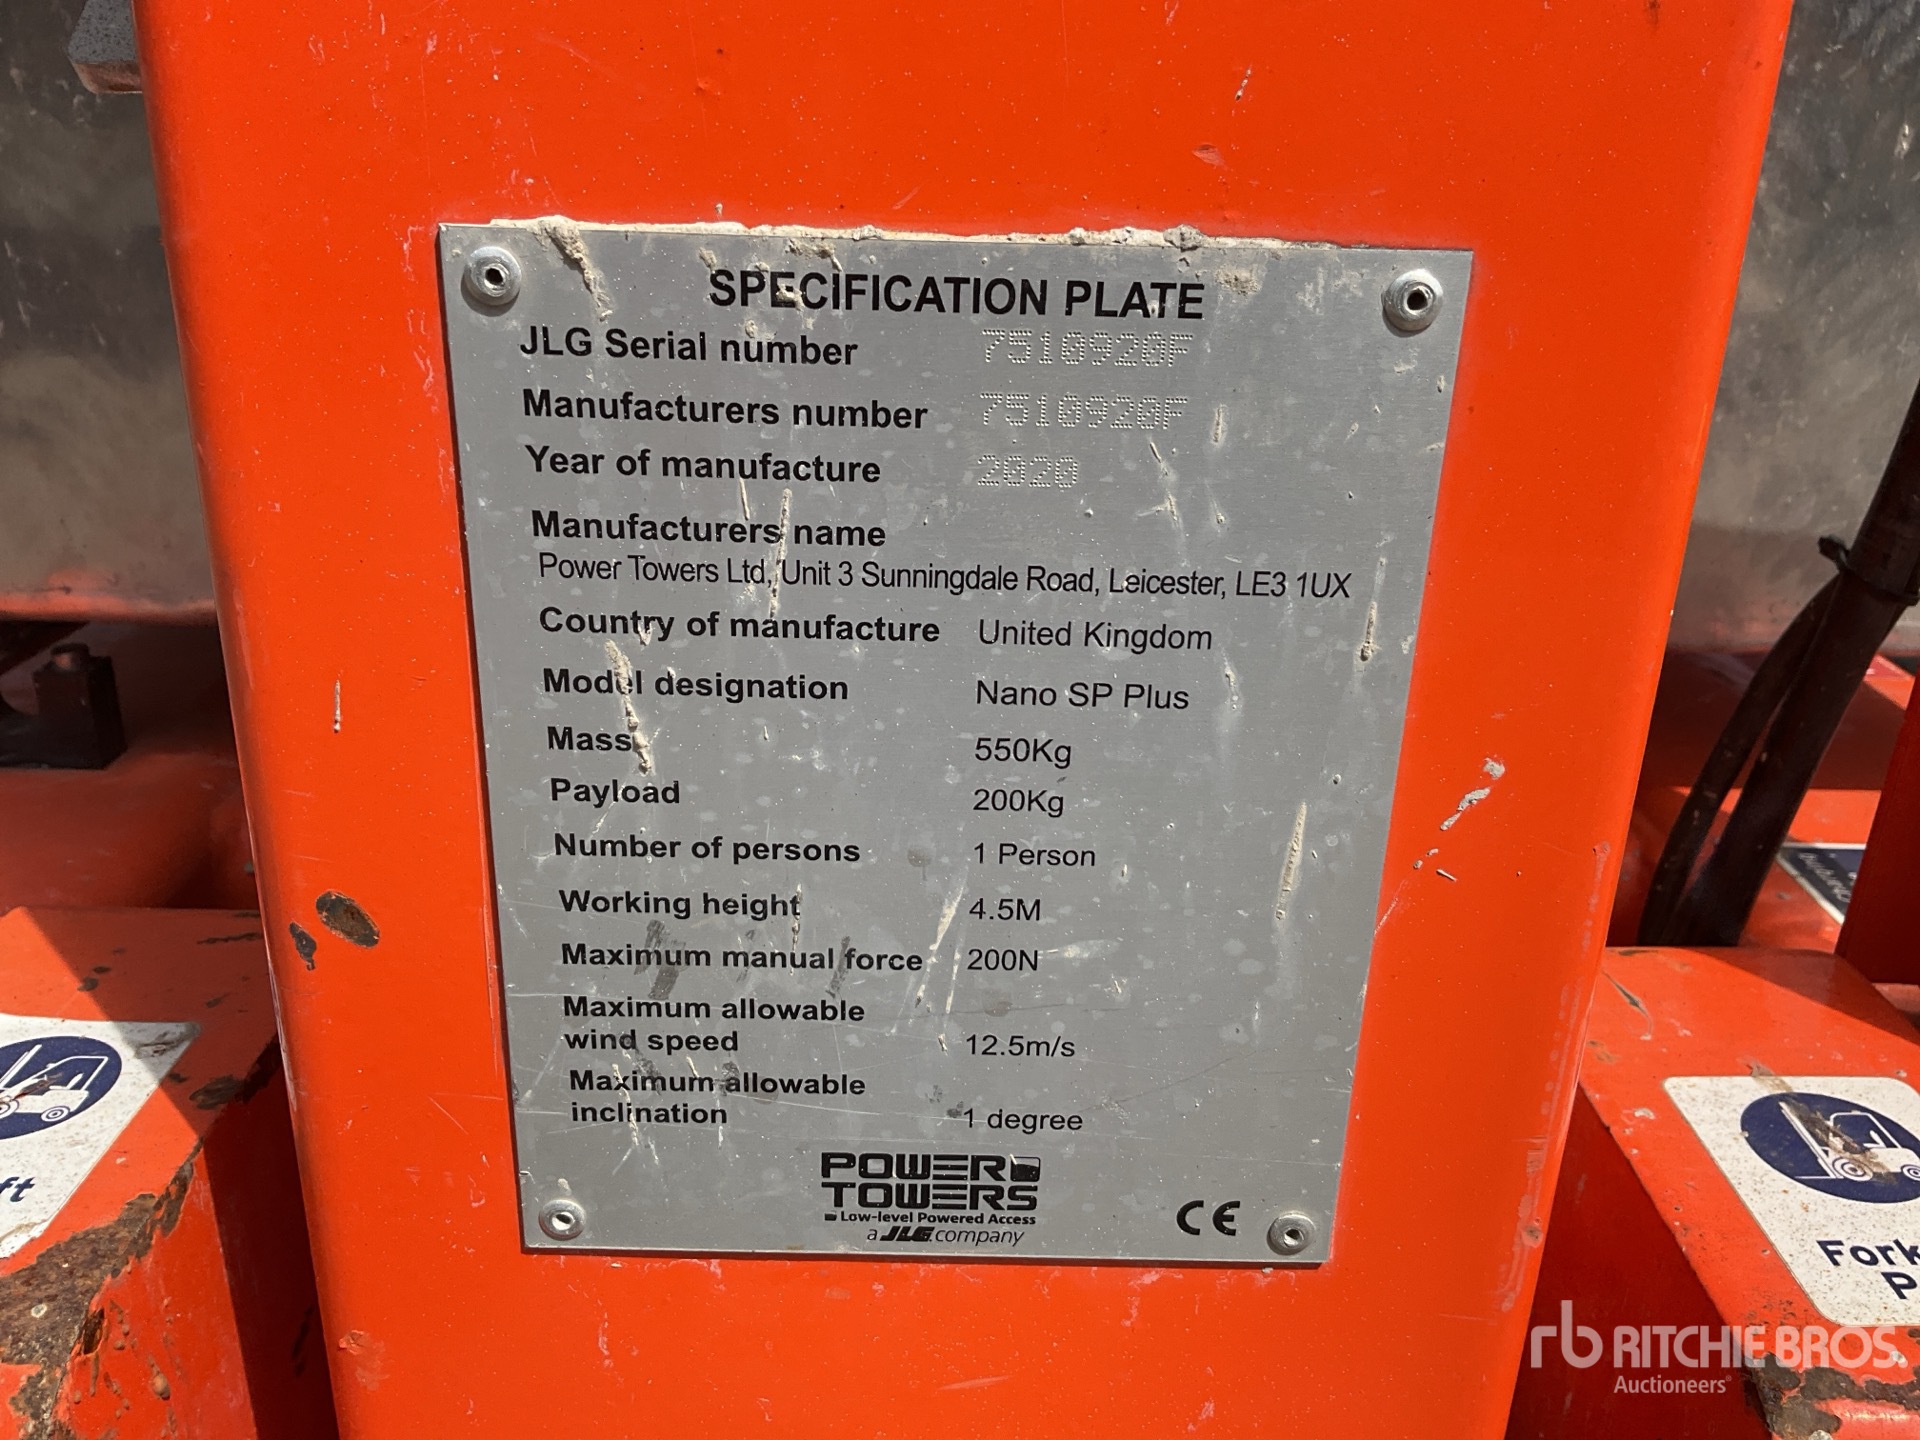 SPECIFICATION PLATE
JLG Serial number 7510920F
Manufacturers number 7510920F
Year of manufacture 2020
Manufacturers name
Power Towers Ltd, Unit 3 Sunningdale Road, Leicester, LE3 1UX
Country of manufacture United Kingdom
Model designation Nano SP Plus
Mass 550Kg
Payload 200Kg
Number of persons 1 Person
Working height 4.5M
Maximum manual force 200N
Maximum allowable
wind speed 12.5m/s
Maximum allowable
inclination 1 degree
POWER
TOWERS
Low-level Powered Access
a JLG company
CE
ft
Fork
P
rb RITCHIE BROS.
Auctioneers